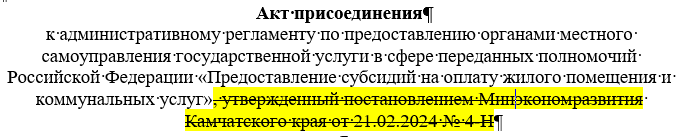 Акт·присоединения¶
к·административному·регламенту·по·предоставлению·органами·местного·
самоуправления·государственной·услуги·в·сфере·переданных·полномочий·
Российской·Федерации·«Предоставление·субсидий·на·оплату·жилого·помещения·и·
коммунальных·услуг»,·утвержденный·постановлением·Минэкономразвития·
Камчатского·края·от·21.02.2024·№·4-Н¶